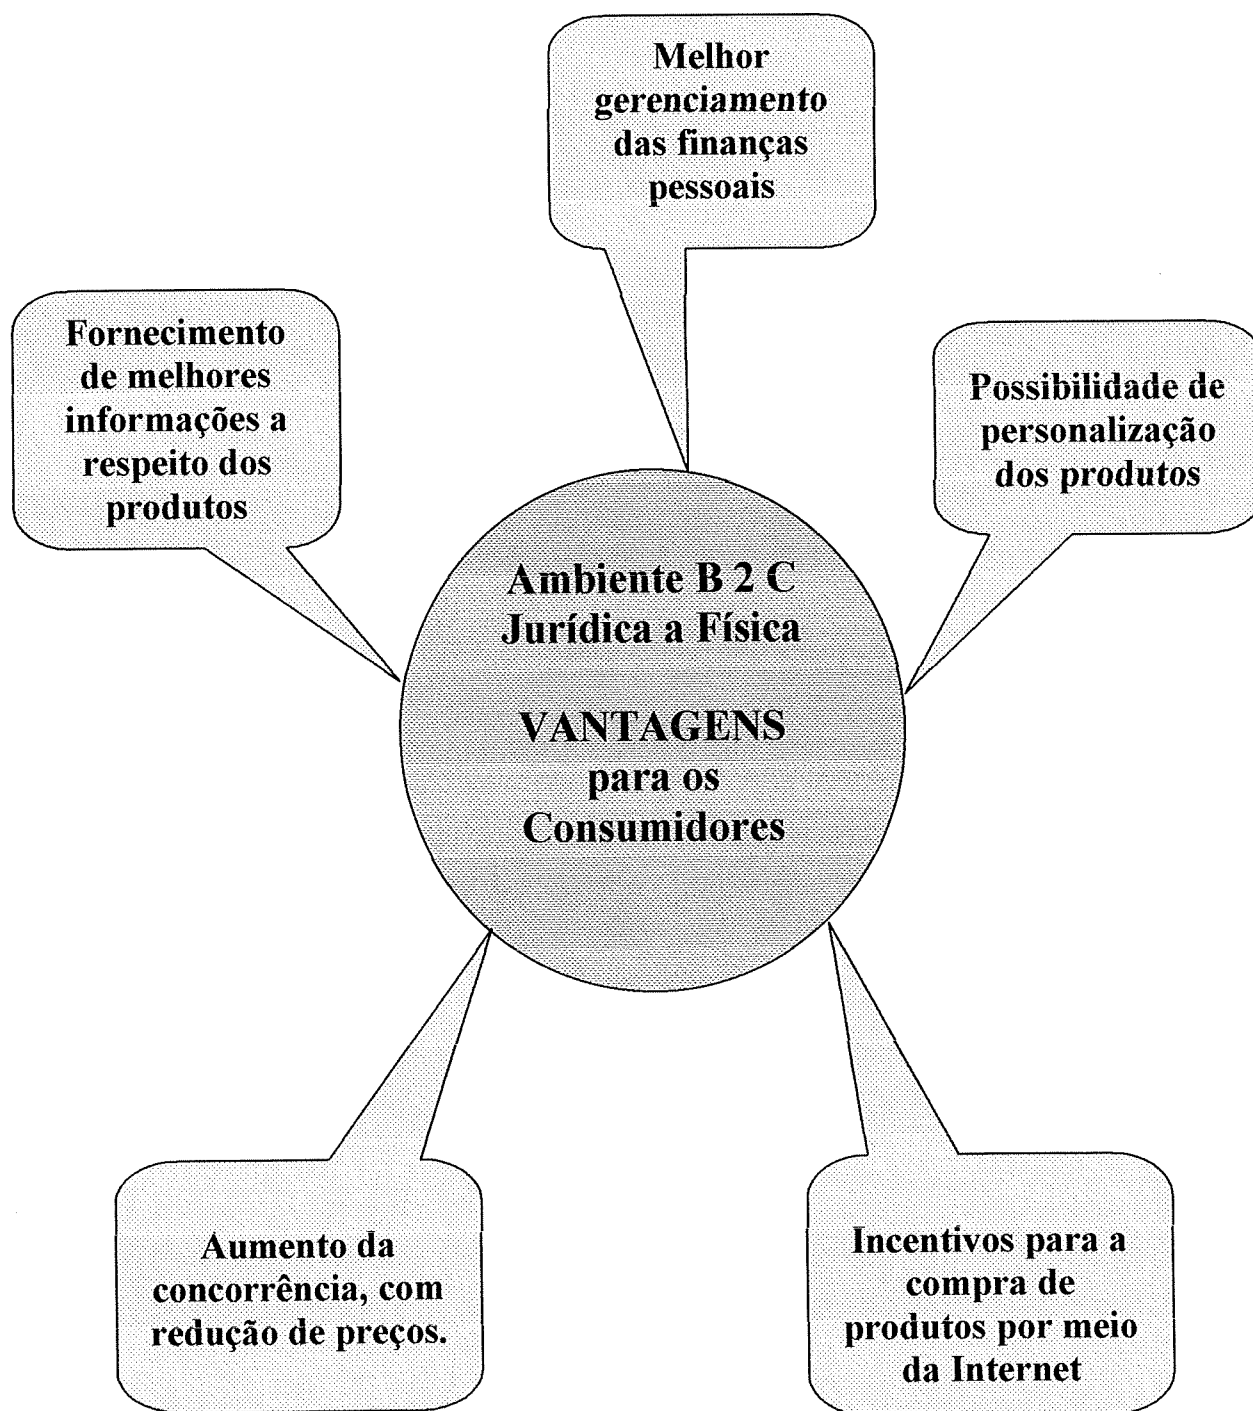 Melhor
gerenciamento
das finanças
pessoais
Fornecimento
de melhores
informações a
respeito dos
produtos
Possibilidade de
personalização
dos produtos
Ambiente B 2 C
Jurídica a Física
VANTAGENS
para os
Consumidores
Aumento da
concorrência, com
redução de preços.
Incentivos para a
compra de
produtos por meio
da Internet